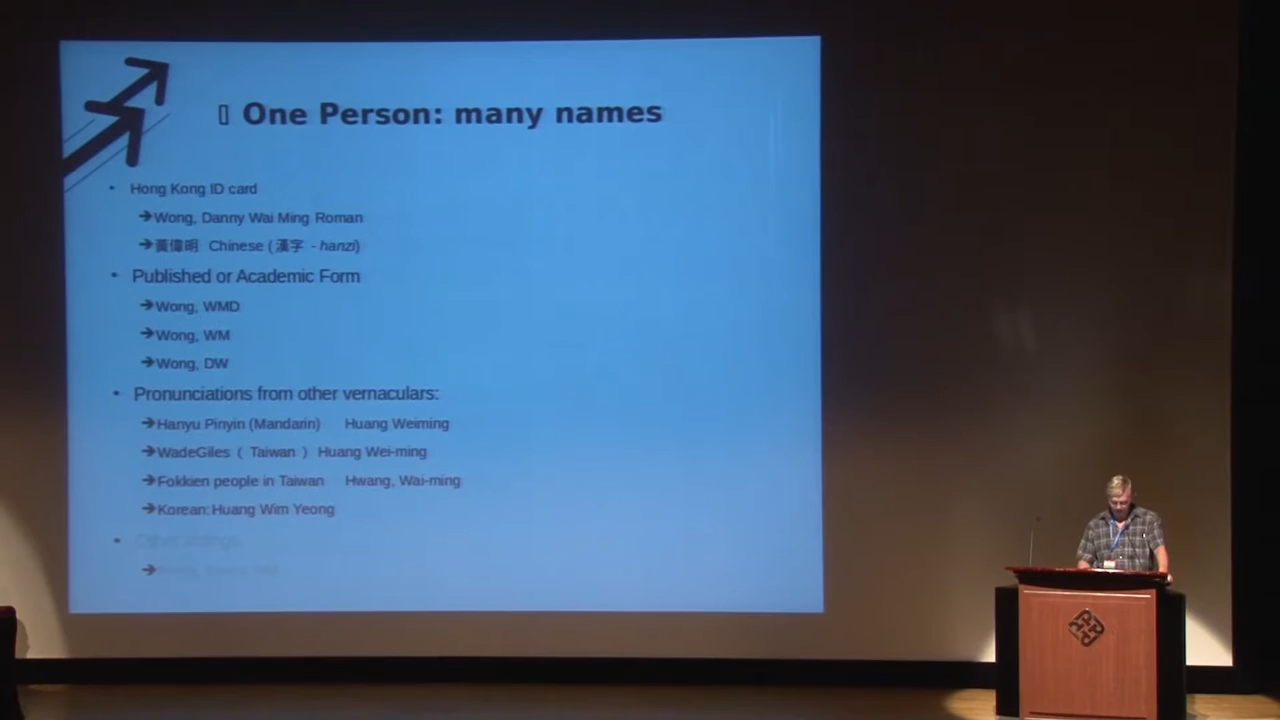 One Person: many names
Hong Kong ID card
Wong, Danny Wai Ming Roman
黃偉明 Chinese (漢字 - hanzi)
Published or Academic Form
Wong, WMD
Wong, WM
Wong, DW
Pronunciations from other vernaculars:
Hanyu Pinyin (Mandarin) Huang Weiming
WadeGiles ( Taiwan ) Huang Wei-ming
Fokkien people in Taiwan Hwang, Wai-ming
Korean: Huang Wim Yeong